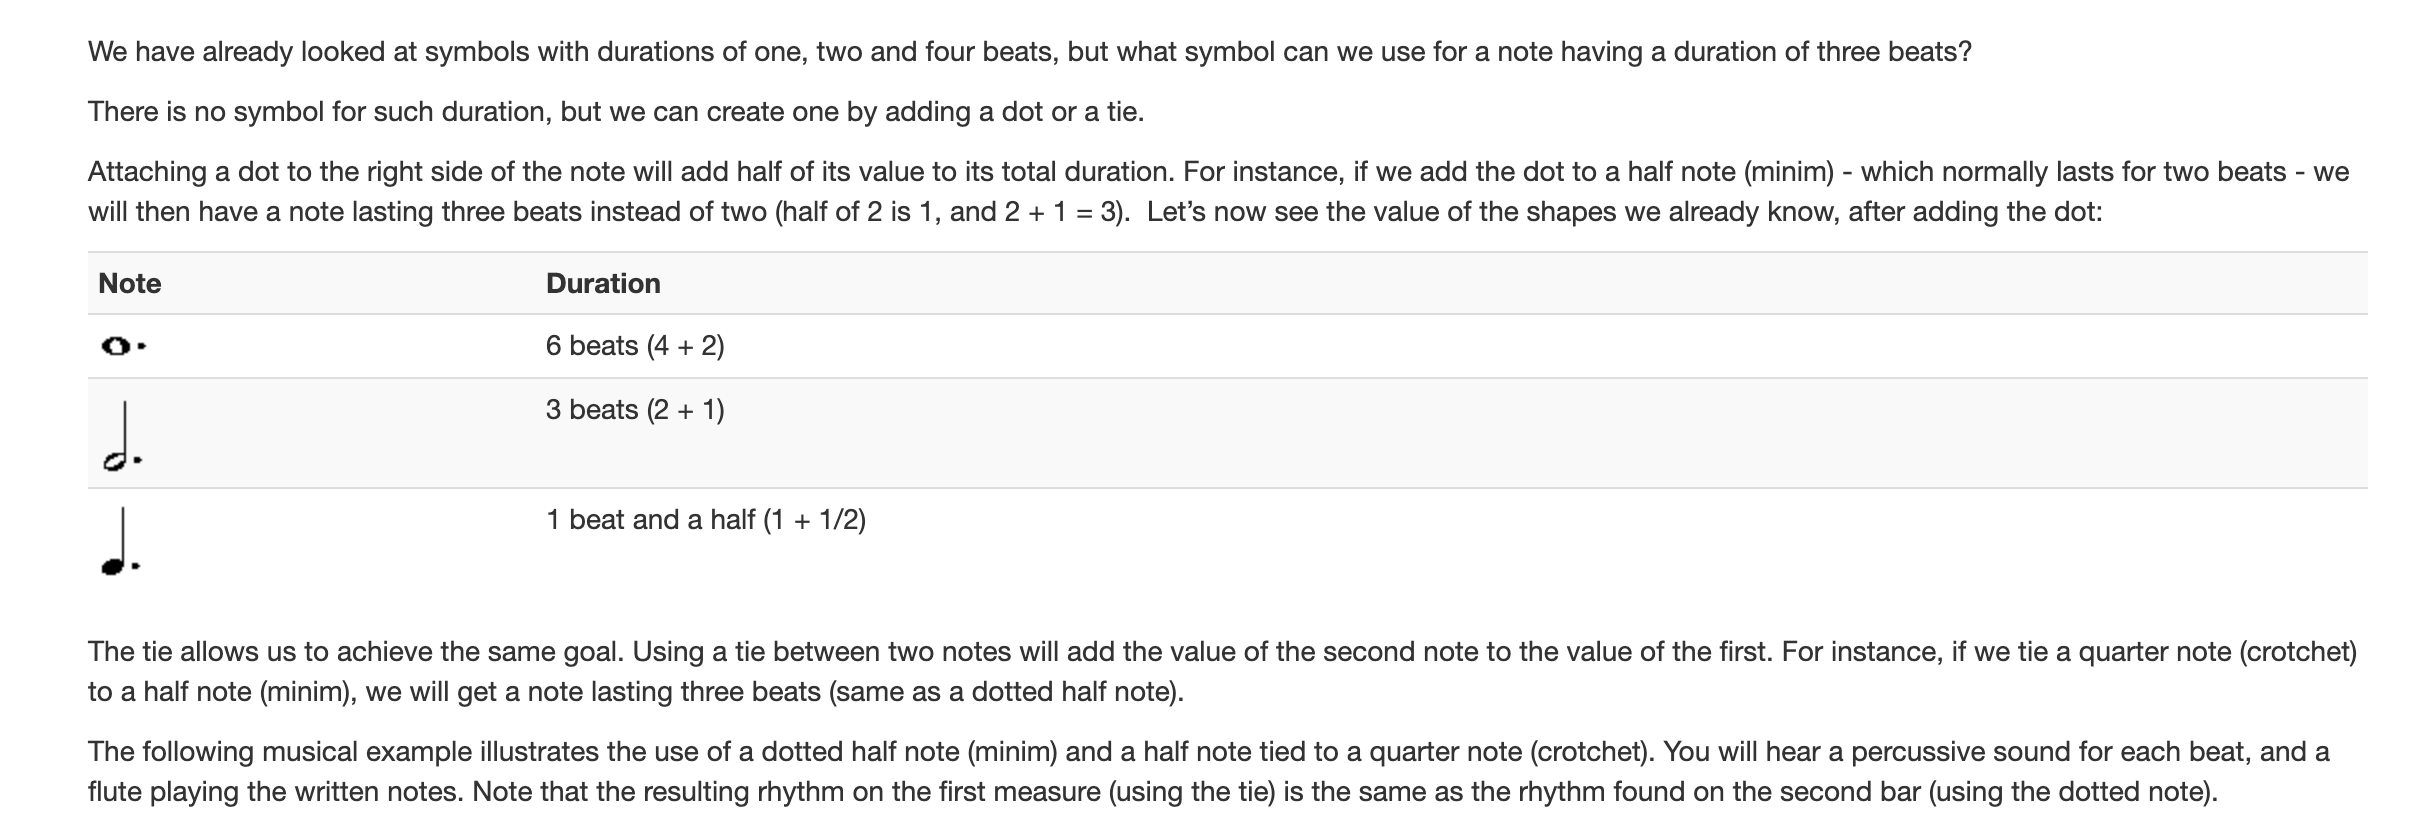 We have already looked at symbols with durations of one, two and four beats, but what symbol can we use for a note having a duration of three beats?
There is no symbol for such duration, but we can create one by adding a dot or a tie.
Attaching a dot to the right side of the note will add half of its value to its total duration. For instance, if we add the dot to a half note (minim) - which normally lasts for two beats - we
will then have a note lasting three beats instead of two (half of 2 is 1, and 2 + 1 = 3).  Let’s now see the value of the shapes we already know, after adding the dot:
Note Duration
6 beats (4 + 2)
3 beats (2 + 1)
1 beat and a half (1 + 1/2)
The tie allows us to achieve the same goal. Using a tie between two notes will add the value of the second note to the value of the first. For instance, if we tie a quarter note (crotchet)
to a half note (minim), we will get a note lasting three beats (same as a dotted half note).
The following musical example illustrates the use of a dotted half note (minim) and a half note tied to a quarter note (crotchet). You will hear a percussive sound for each beat, and a
flute playing the written notes. Note that the resulting rhythm on the first measure (using the tie) is the same as the rhythm found on the second bar (using the dotted note).